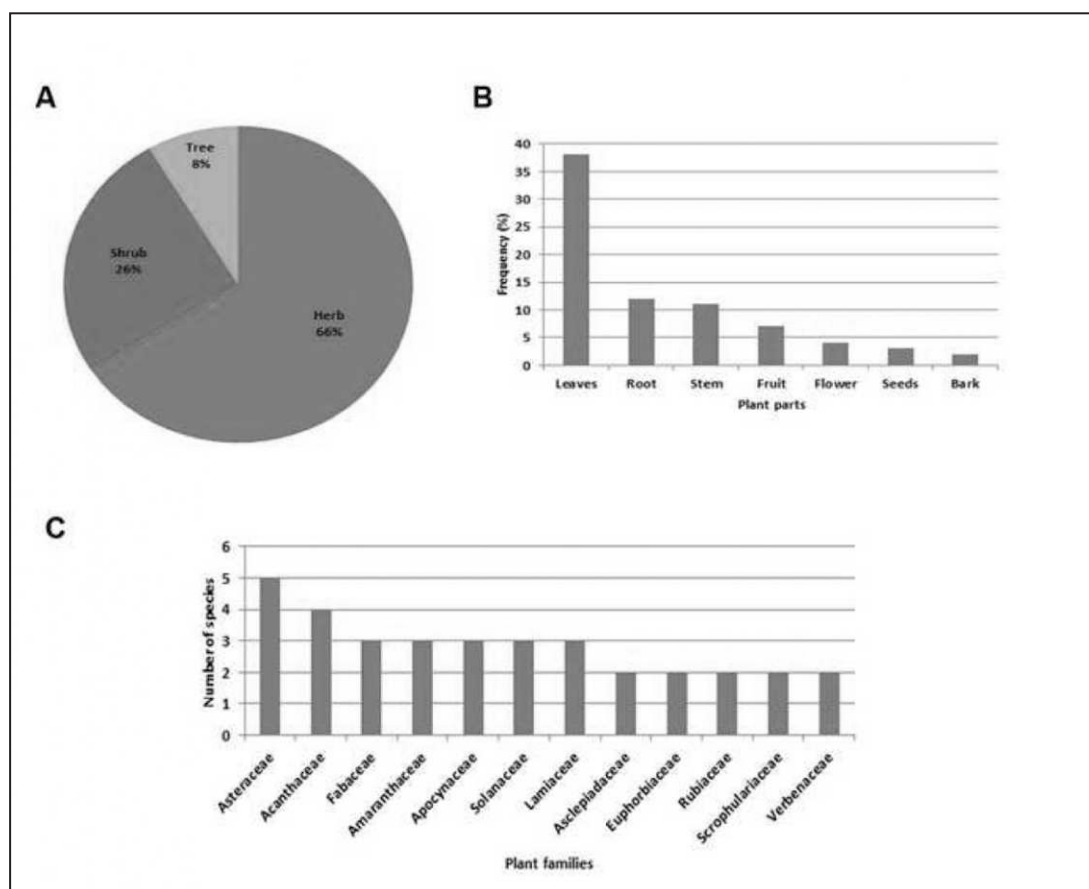 A
Tree
8%
Shrub
26%
Herb
66%
B
Frequency (%)
40
35
30
25
20
15
10
5
0
Leaves Root Stem Fruit Flower Seeds Bark
Plant parts
C
Number of species
6
5
4
3
2
1
0
Asteraceae
Acanthaceae
Fabaceae
Amaranthaceae
Apocynaceae
Solanaceae
Lamiaceae
Asclepiadaceae
Euphorbiaceae
Rubiaceae
Scrophulariaceae
Verbenaceae
Plant families